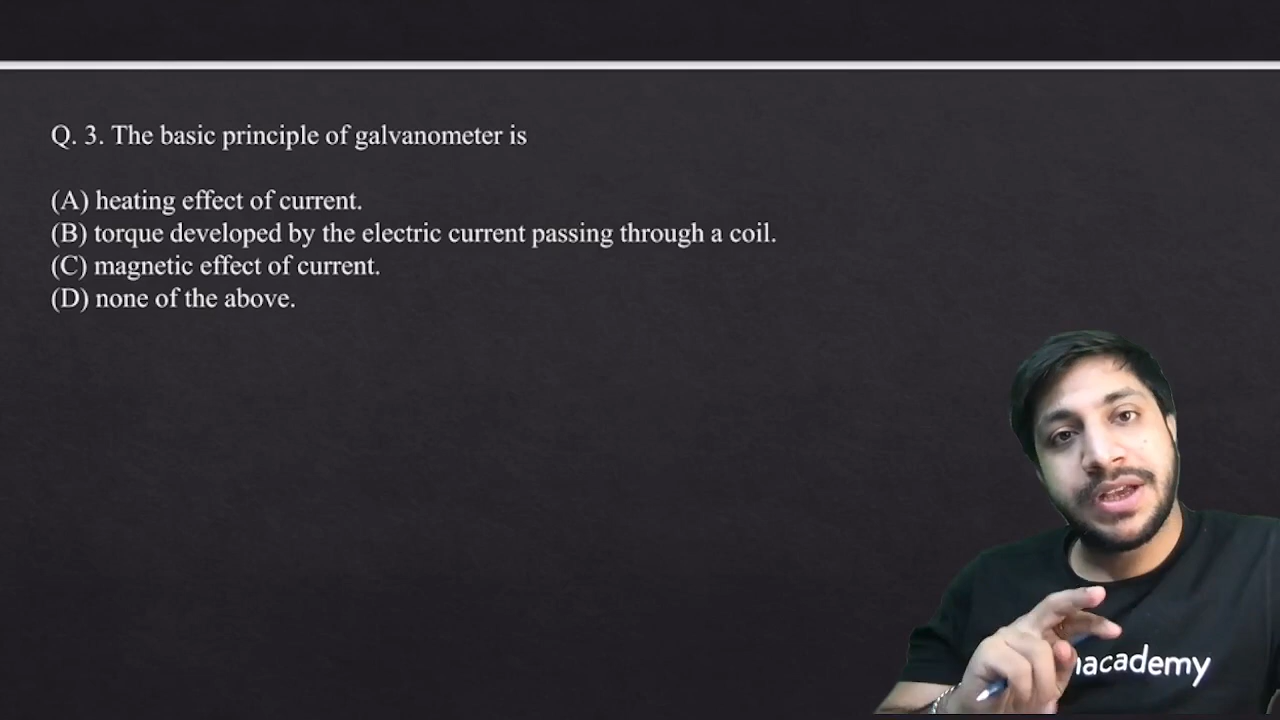 Q. 3. The basic principle of galvanometer is
(A) heating effect of current.
(B) torque developed by the electric current passing through a coil.
(C) magnetic effect of current.
(D) none of the above.
nacademy